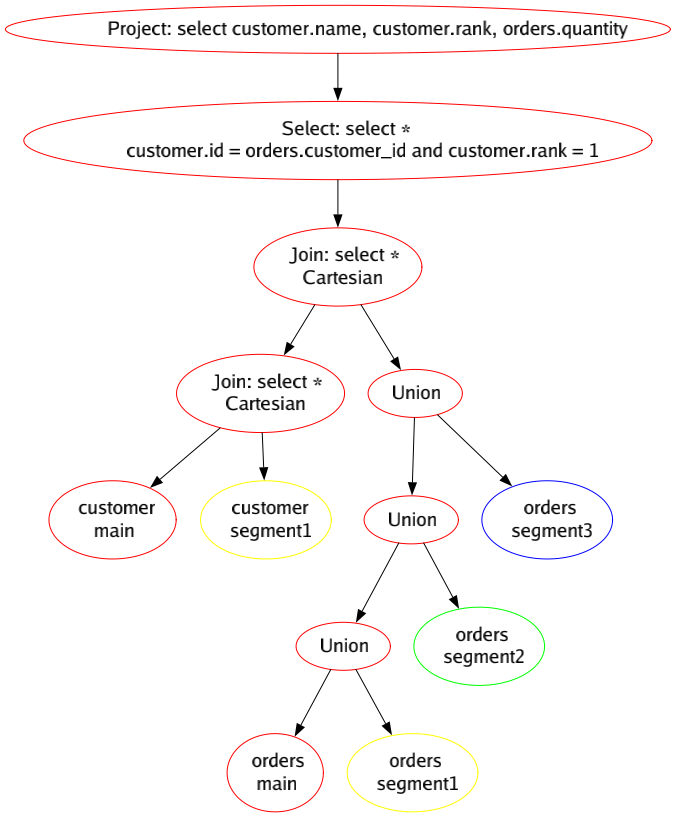 Project: select customer.name, customer.rank, orders.quantity
Select: select *
customer.id = orders.customer_id and customer.rank = 1
Join: select *
Cartesian
Join: select *
Cartesian
Union
customer
main
customer
segment1
Union
orders
segment3
Union
orders
segment2
orders
main
orders
segment1